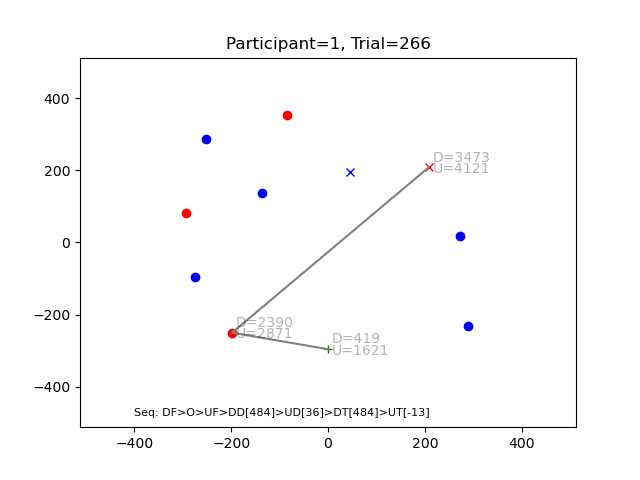 Participant=1, Trial=266
400
200
0
−200
−400
D=3473
U=4121
D=2390
U=2871
D=419
U=1621
Seq: DF>O>UF>DD[484]>UD[36]>DT[484]>UT[-13]
−400 −200 0 200 400